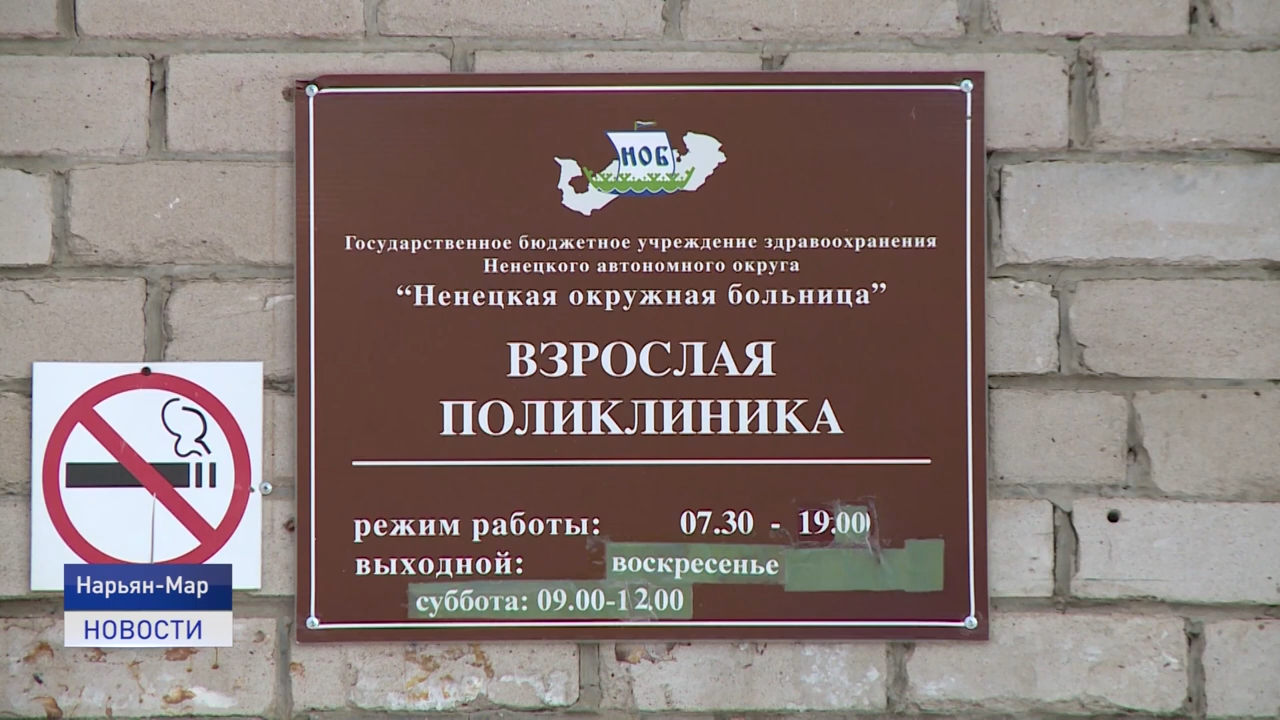 НОБ
Государственное бюджетное учреждение здравоохранения
Ненецкого автономного округа
“Ненецкая окружная больница”
ВЗРОСЛАЯ
ПОЛИКЛИНИКА
режим работы: 07.30 - 19:00
выходной: воскресенье
суббота: 09.00-12.00
Нарьян-Мар
НОВОСТИ